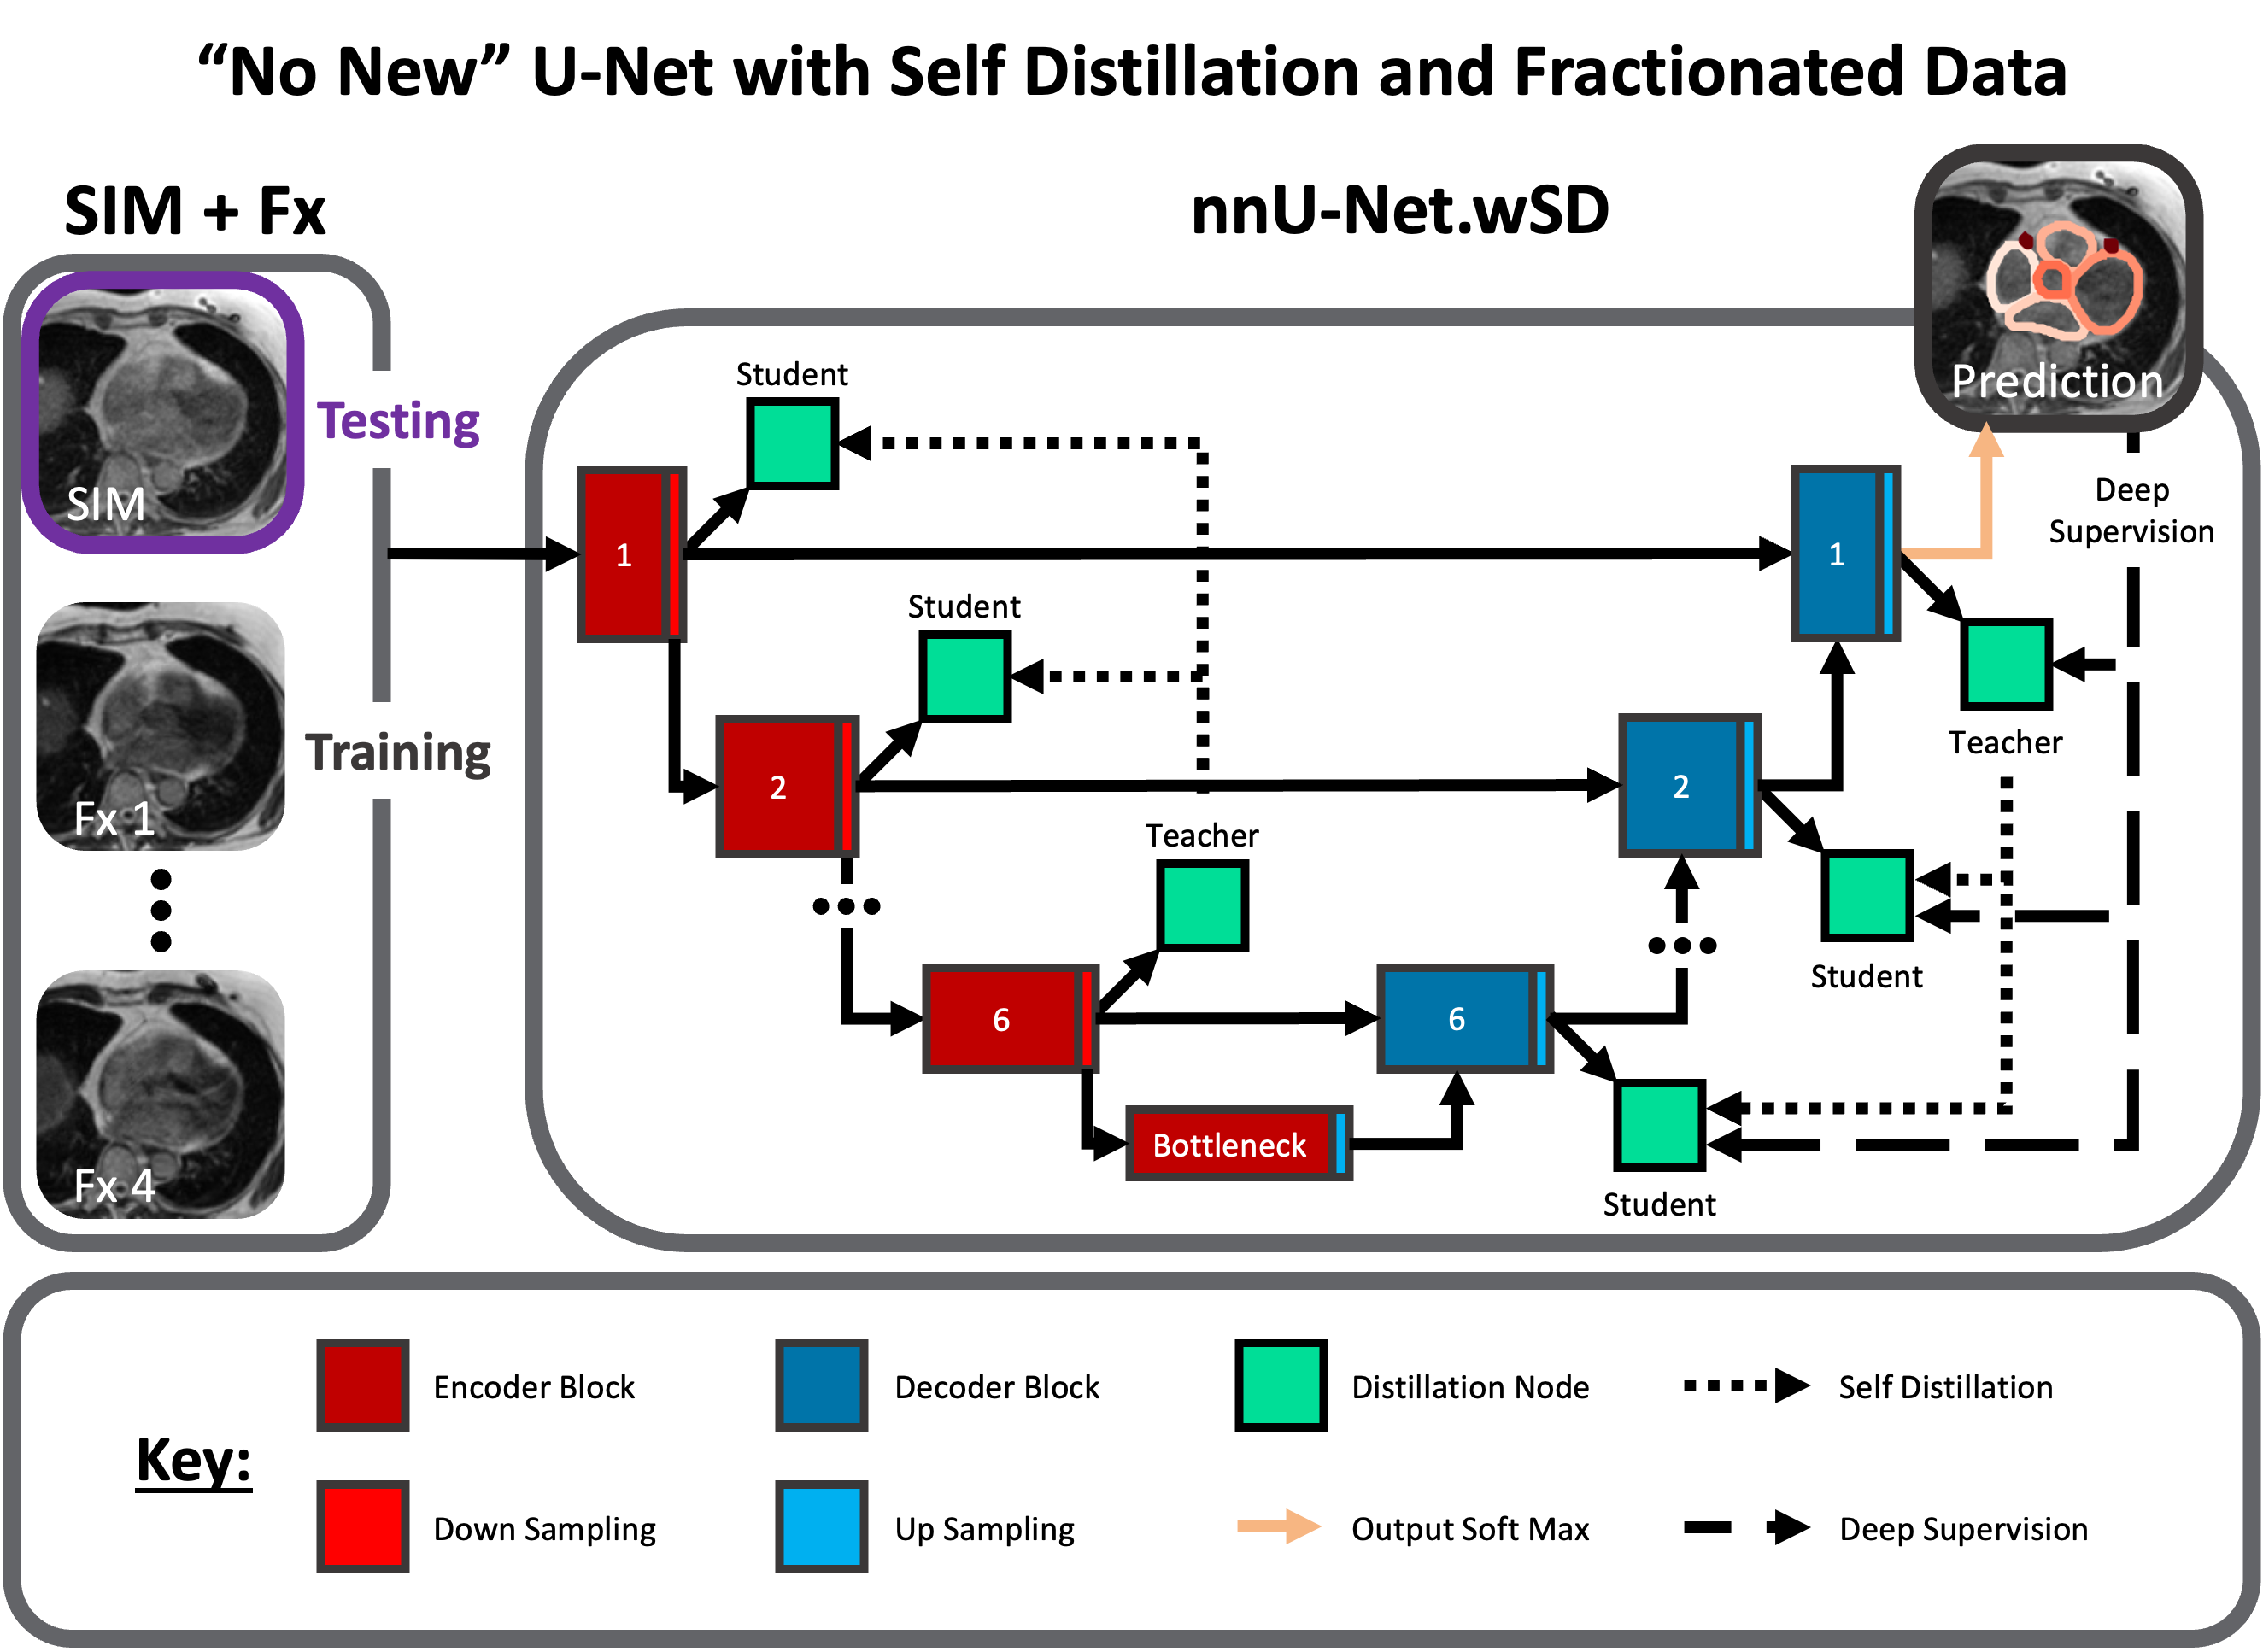 “No New” U-Net with Self Distillation and Fractionated Data
SIM + Fx
nnU-Net.wSD
SIM
Testing
Fx 1
Training
Fx 4
Prediction
Deep
Supervision
Student
1
1
Student
Teacher
2
2
Teacher
Student
6
6
Bottleneck
Student
Key:
Encoder Block
Decoder Block
Distillation Node
Self Distillation
Down Sampling
Up Sampling
Output Soft Max
Deep Supervision